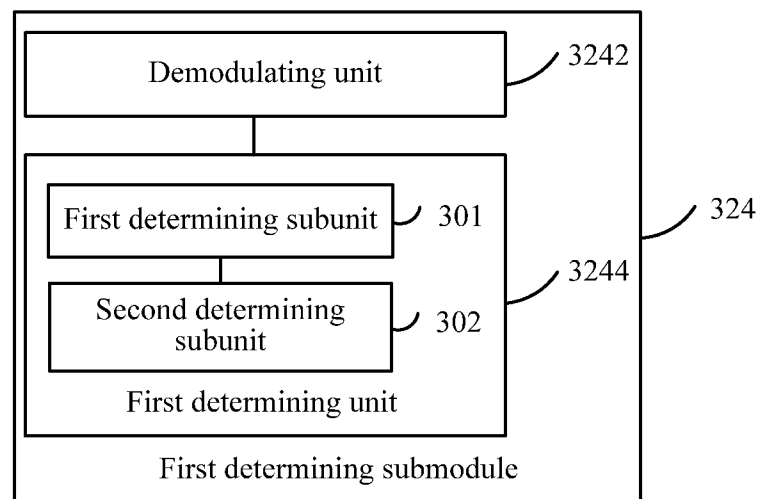 Demodulating unit
3242
First determining subunit
301
324
3244
Second determining
subunit
302
First determining unit
First determining submodule